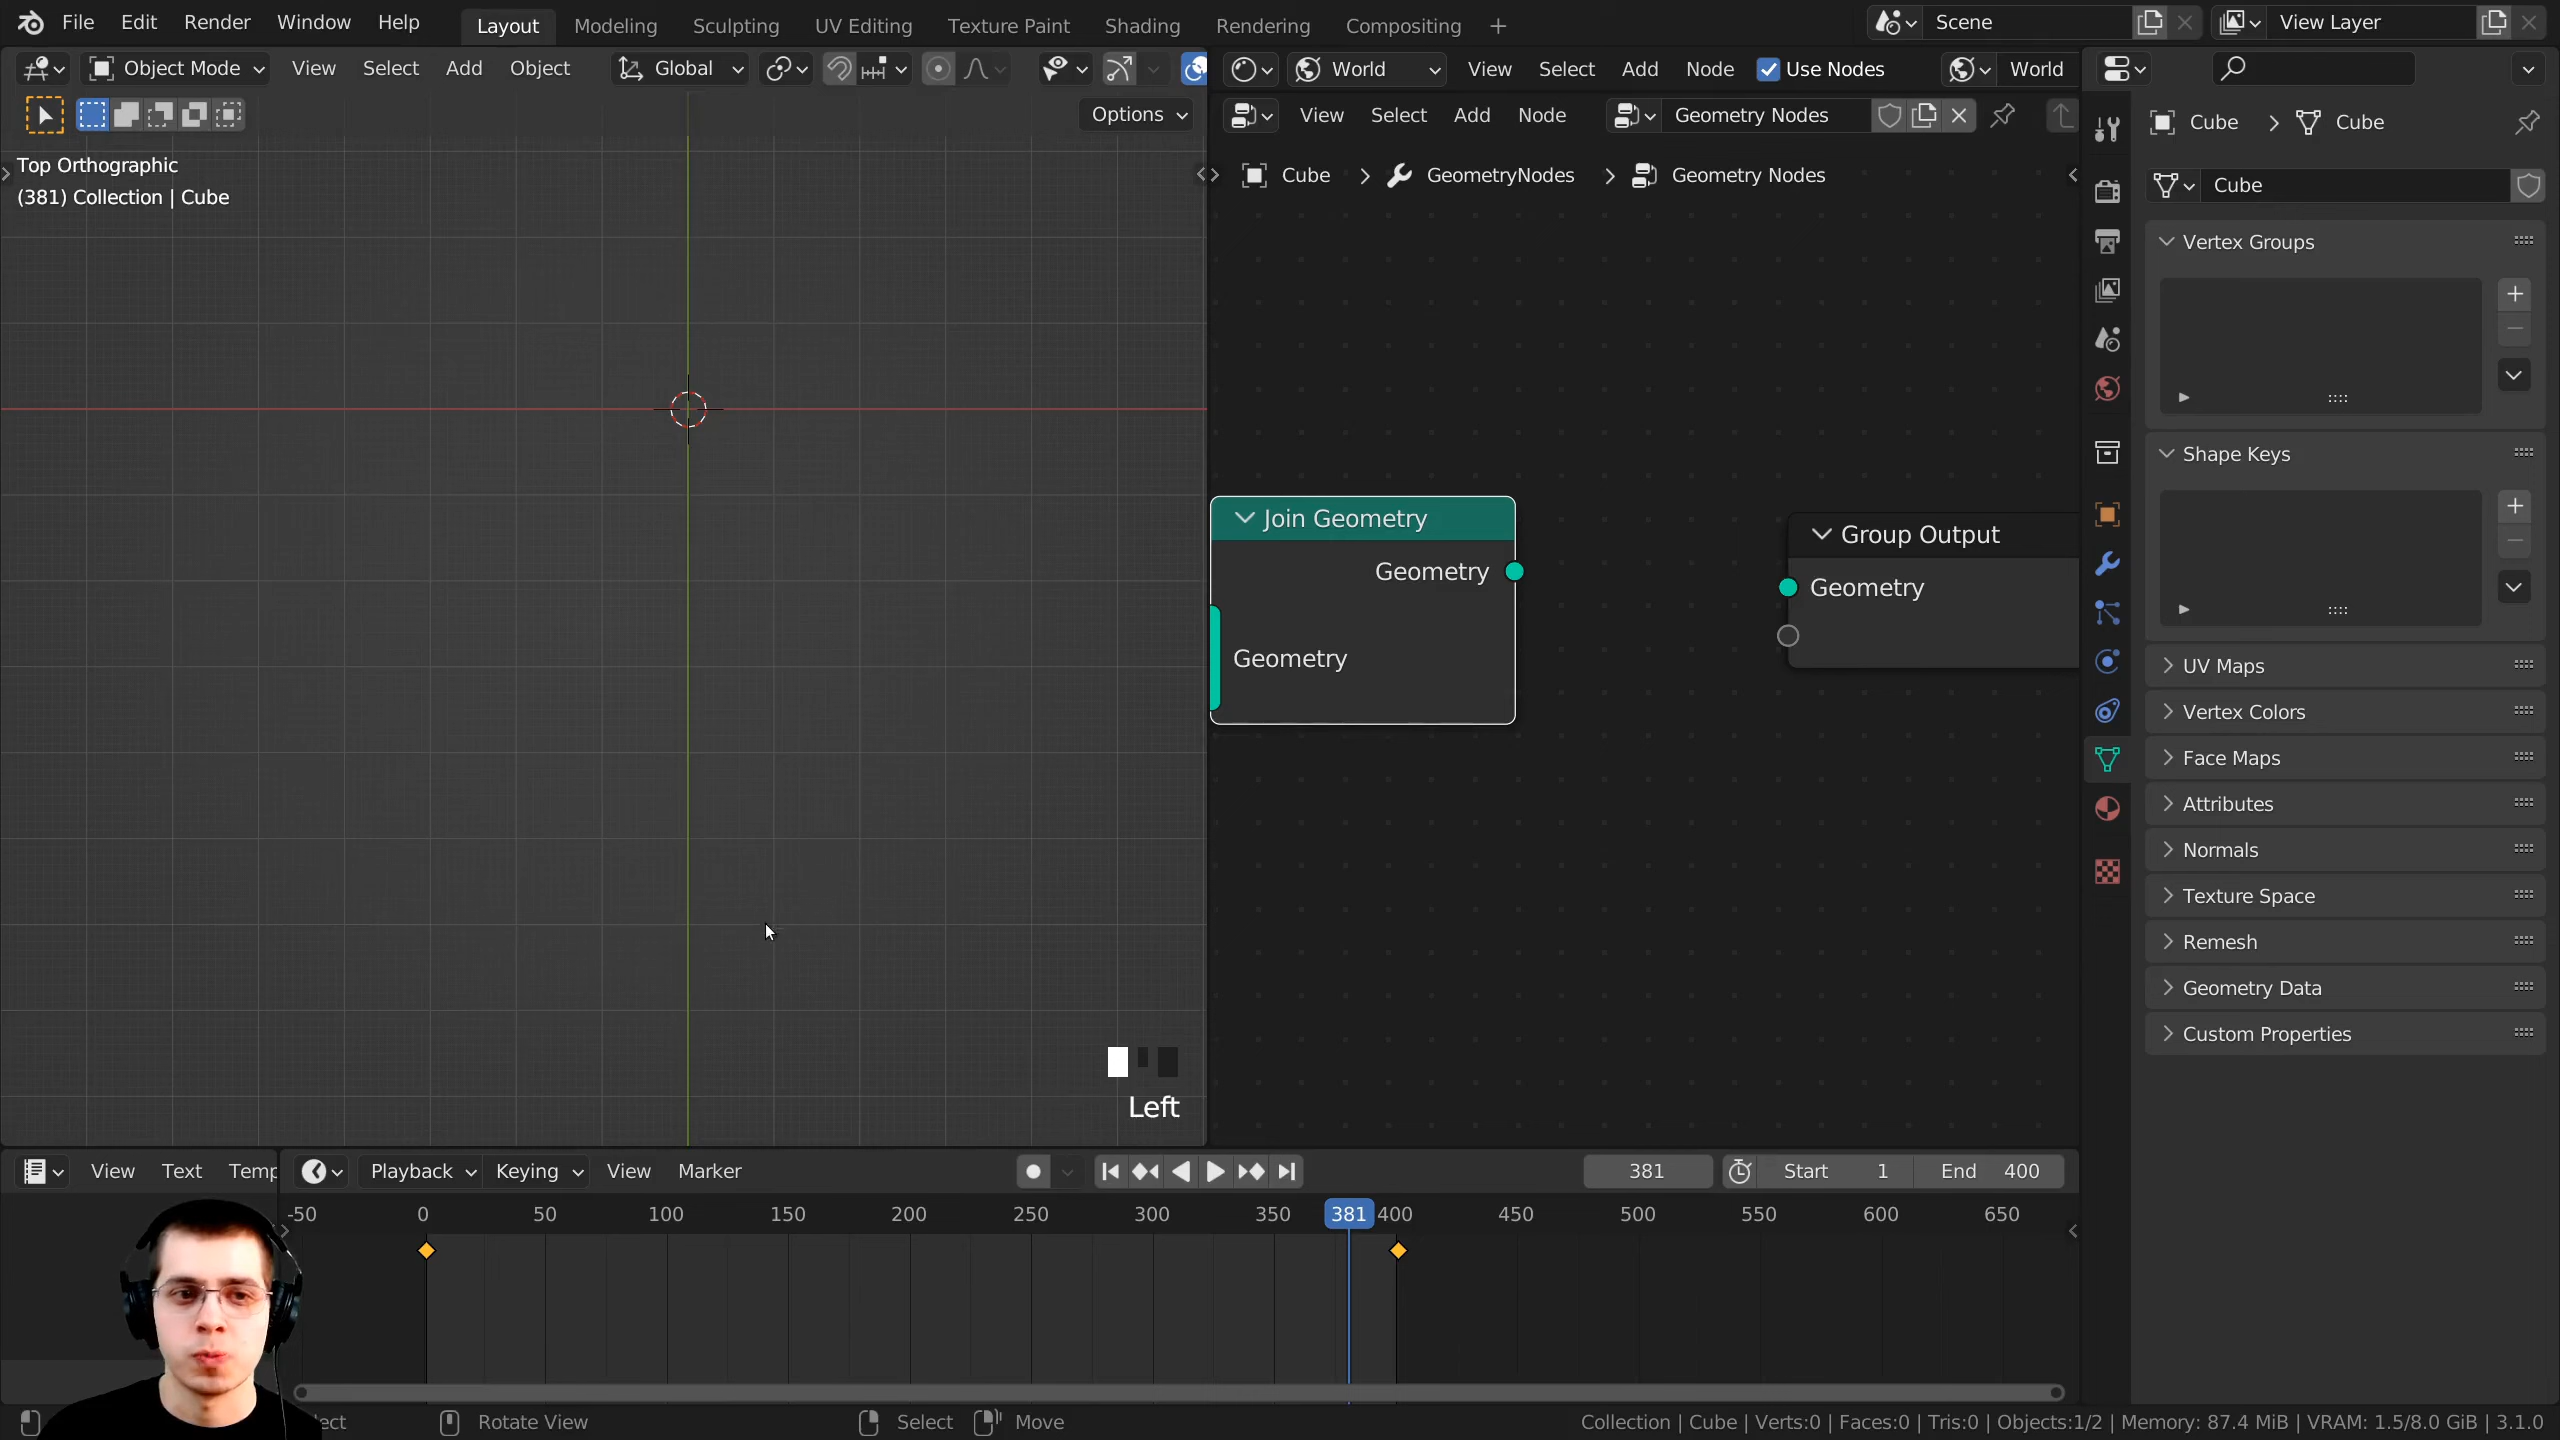 File Edit Render Window Help Layout Modeling Sculpting UV Editing Texture Paint Shading Rendering Compositing + Scene View Layer
Object Mode View Select Add Object Global World View Select Add Node Use Nodes World
Options View Select Add Node Geometry Nodes
Cube > Cube
Top Orthographic
(381) Collection | Cube
Cube > GeometryNodes > Geometry Nodes
Cube
Vertex Groups
Shape Keys
Join Geometry
Geometry
Geometry
Group Output
Geometry
UV Maps
Vertex Colors
Face Maps
Attributes
Normals
Texture Space
Remesh
Geometry Data
Custom Properties
Left
View Text Temp Playback Keying View Marker 381 Start 1 End 400
-50 0 50 100 150 200 250 300 350 381 400 450 500 550 600 650
Rotate View Select Move Collection | Cube | Verts:0 | Faces:0 | Tris:0 | Objects:1/2 | Memory: 87.4 MiB | VRAM: 1.5/8.0 GiB | 3.1.0